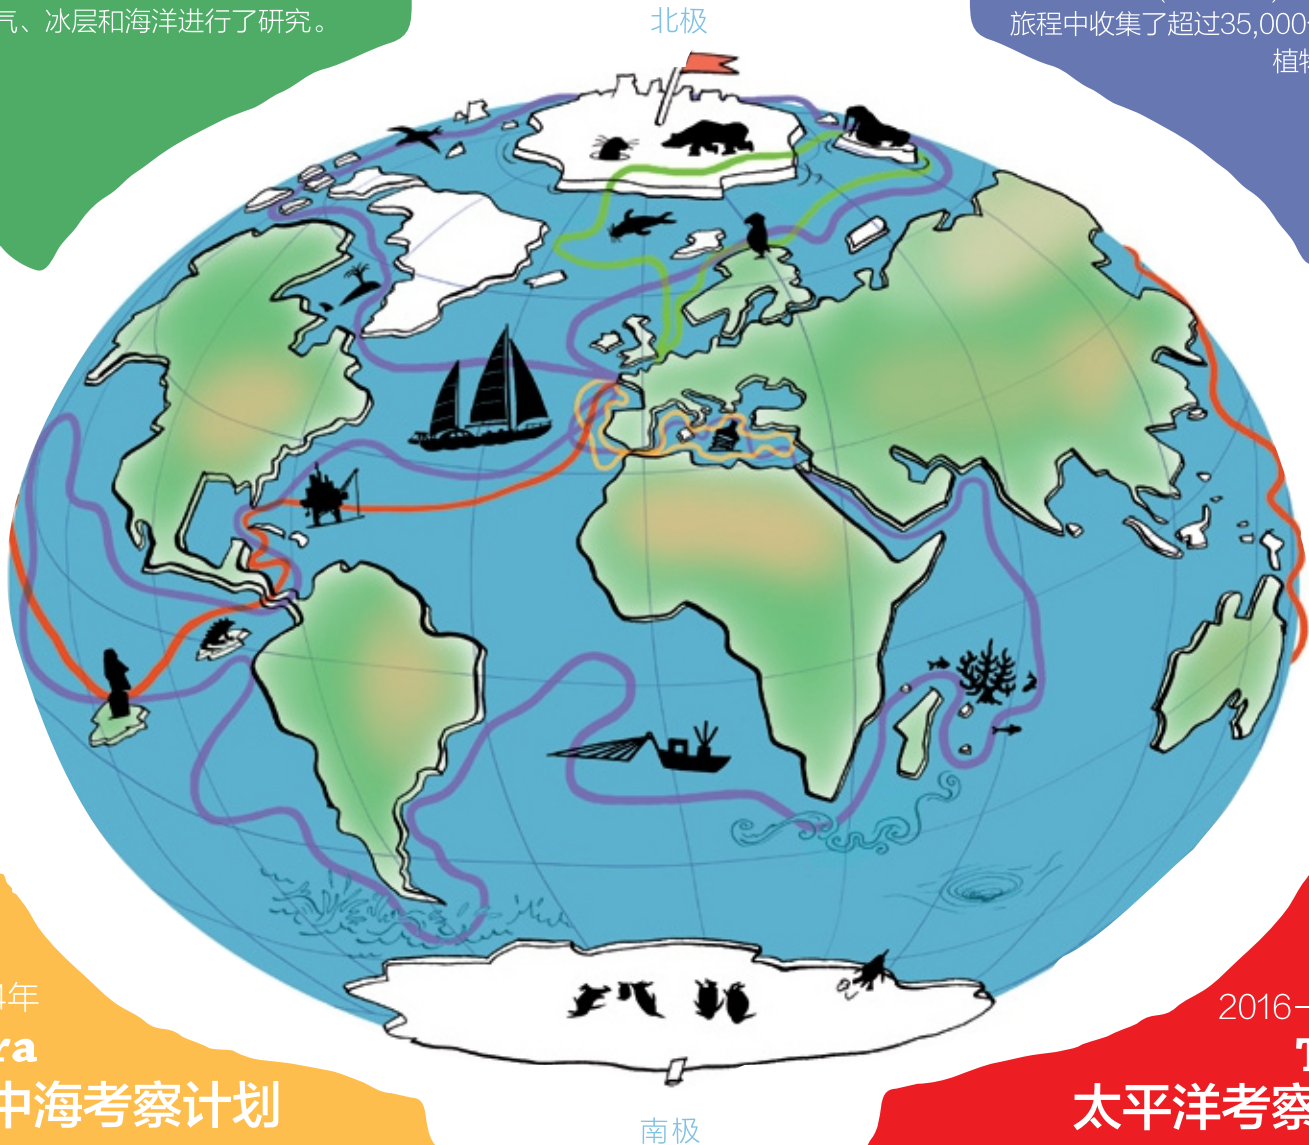 气、冰层和海洋进行了研究。
北极
旅程中收集了超过35,000
植物
4年
ra
中海考察计划
2016–
太平洋考察
南极